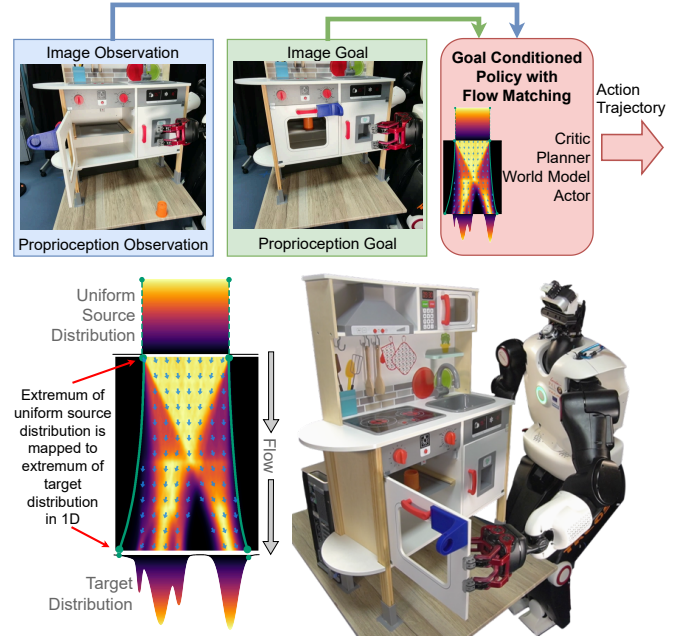 Image Observation
Proprioception Observation
Image Goal
Proprioception Goal
Goal Conditioned
Policy with
Flow Matching
Critic
Planner
World Model
Actor
Action
Trajectory
Uniform
Source
Distribution
Extremum of
uniform source
distribution is
mapped to
extremum of
target
distribution
in 1D
Flow
Target
Distribution